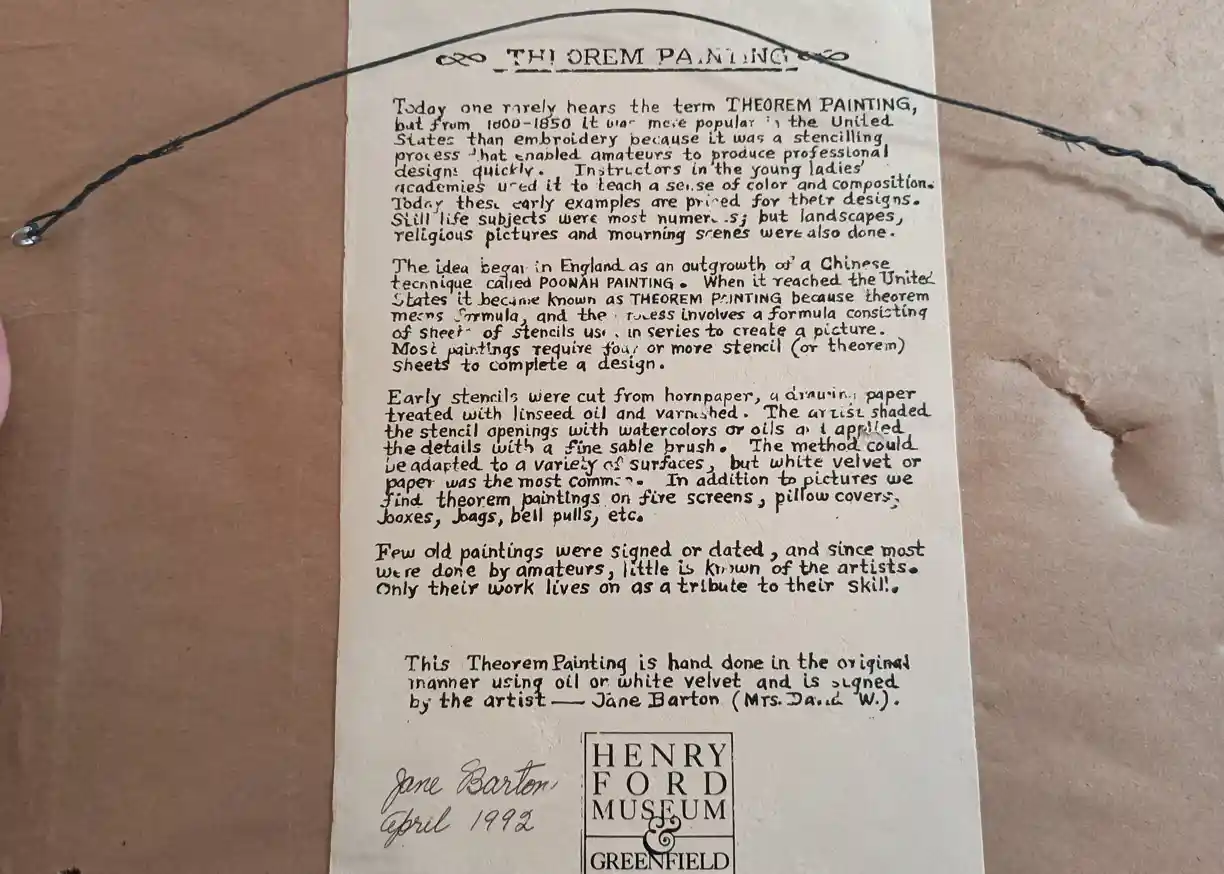 THEOREM PAINTING
Today one rarely hears the term THEOREM PAINTING,
but from 1800-1850 it was more popular in the United
States than embroidery because it was a stencilling
process that enabled amateurs to produce professional
designs quickly. Instructors in the young ladies'
academies used it to teach a sense of color and composition.
Today these early examples are prized for their designs.
Still life subjects were most numerous; but landscapes,
religious pictures and mourning scenes were also done.
The idea began in England as an outgrowth of a Chinese
technique called POONAH PAINTING. When it reached the United
States it became known as THEOREM PAINTING because theorem
means formula, and the process involves a formula consisting
of sheets of stencils used in series to create a picture.
Most paintings require four or more stencil (or theorem)
sheets to complete a design.
Early stencils were cut from hornpaper, a drawing paper
treated with linseed oil and varnished. The artist shaded
the stencil openings with watercolors or oils and applied
the details with a fine sable brush. The method could
be adapted to a variety of surfaces, but white velvet or
paper was the most common. In addition to pictures we
find theorem paintings on fire screens, pillow covers,
boxes, bags, bell pulls, etc.
Few old paintings were signed or dated, and since most
were done by amateurs, little is known of the artists.
Only their work lives on as a tribute to their skill.
This Theorem Painting is hand done in the original
manner using oil or white velvet and is signed
by the artist — Jane Barton (Mrs. David W.).
Jane Barton
April 1992
HENRY
FORD
MUSEUM
&
GREENFIELD